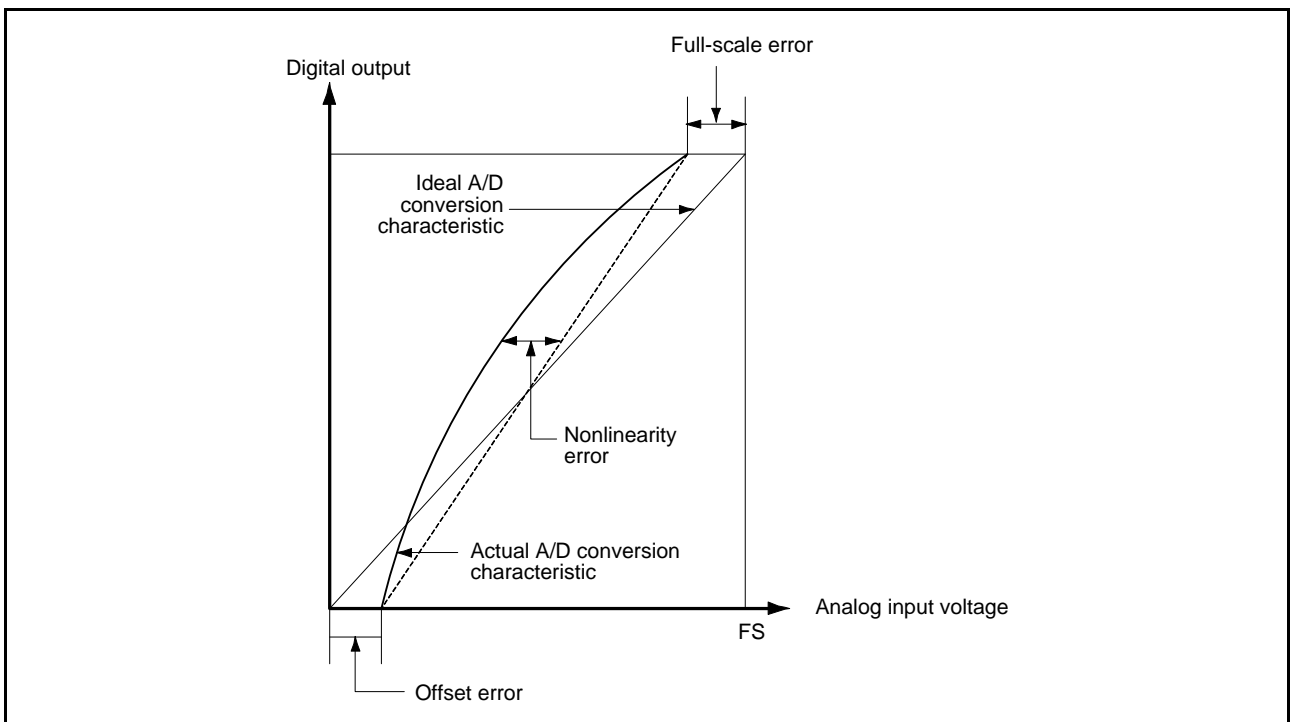 Full-scale error
Digital output
Ideal A/D
conversion
characteristic
Nonlinearity
error
Actual A/D conversion
characteristic
Analog input voltage
FS
Offset error